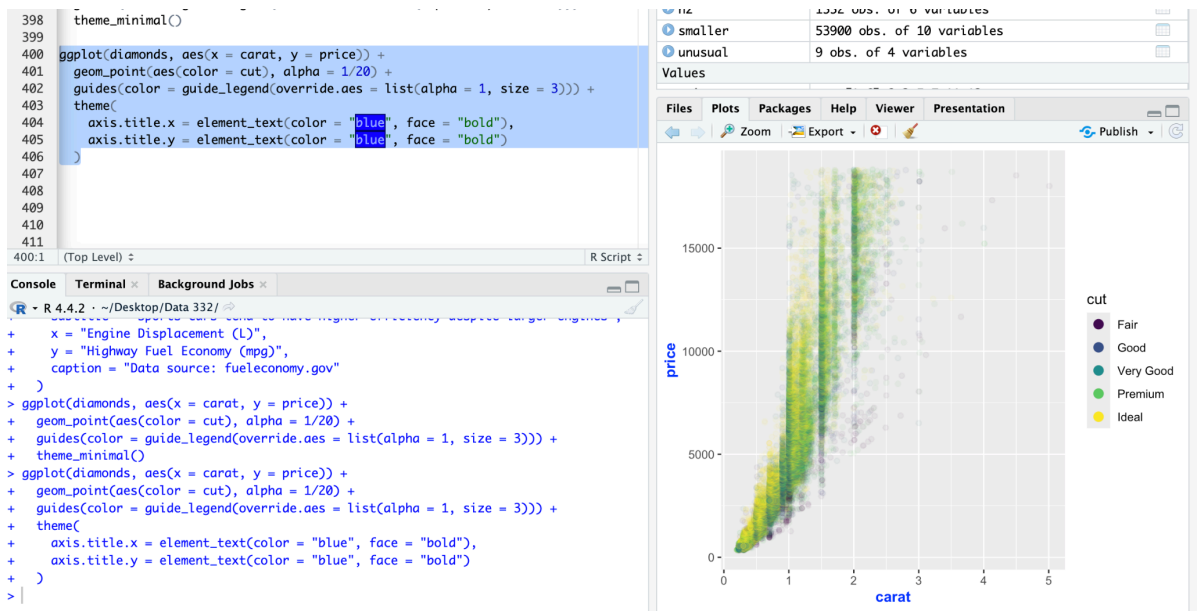 398 theme_minimal()
399
400 ggplot(diamonds, aes(x = carat, y = price)) +
401 geom_point(aes(color = cut), alpha = 1/20) +
402 guides(color = guide_legend(override.aes = list(alpha = 1, size = 3))) +
403 theme(
404 axis.title.x = element_text(color = "blue", face = "bold"),
405 axis.title.y = element_text(color = "blue", face = "bold")
406 )
407
408
409
410
411
400:1 (Top Level) R Script
Console Terminal Background Jobs
R 4.4.2 · ~/Desktop/Data 332/
+ x = "Engine Displacement (L)",
+ y = "Highway Fuel Economy (mpg)",
+ caption = "Data source: fueleconomy.gov"
+ )
> ggplot(diamonds, aes(x = carat, y = price)) +
+ geom_point(aes(color = cut), alpha = 1/20) +
+ guides(color = guide_legend(override.aes = list(alpha = 1, size = 3))) +
+ theme_minimal()
> ggplot(diamonds, aes(x = carat, y = price)) +
+ geom_point(aes(color = cut), alpha = 1/20) +
+ guides(color = guide_legend(override.aes = list(alpha = 1, size = 3))) +
+ theme(
+ axis.title.x = element_text(color = "blue", face = "bold"),
+ axis.title.y = element_text(color = "blue", face = "bold")
+ )
>
smaller 53900 obs. of 10 variables
unusual 9 obs. of 4 variables
Values
Files Plots Packages Help Viewer Presentation
Zoom Export Publish
15000
10000
5000
0
price
0 1 2 3 4 5
carat
cut
Fair
Good
Very Good
Premium
Ideal